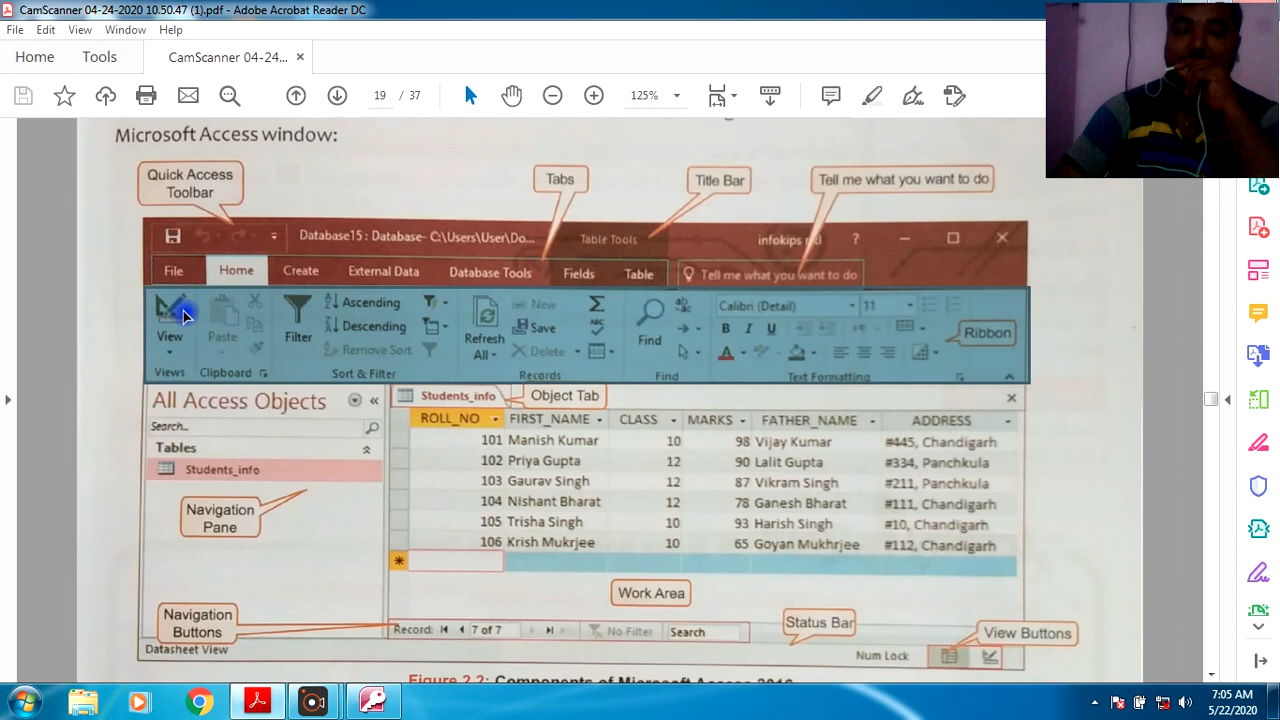 CamScanner 04-24-2020 10.50.47 (1).pdf - Adobe Acrobat Reader DC
File Edit View Window Help
Home Tools CamScanner 04-24...
19 / 37 125%
Microsoft Access window:
Quick Access Toolbar
Tabs
Title Bar
Tell me what you want to do
Database15 : Database- C:\Users\User\Do... Table Tools infokips
File Home Create External Data Database Tools Fields Table Tell me what you want to do
View
Views
Paste
Clipboard
Filter
Ascending
Descending
Remove Sort
Sort & Filter
Refresh All
New
Save
Delete
Records
Find
Find
Calibri (Detail) 11
B I U
A
Text Formatting
Ribbon
All Access Objects
Search...
Tables
Students_info
Navigation Pane
Students_info
Object Tab
ROLL_NO FIRST_NAME CLASS MARKS FATHER_NAME ADDRESS
101 Manish Kumar 10 98 Vijay Kumar #445, Chandigarh
102 Priya Gupta 12 90 Lalit Gupta #334, Panchkula
103 Gaurav Singh 12 87 Vikram Singh #211, Panchkula
104 Nishant Bharat 12 78 Ganesh Bharat #111, Chandigarh
105 Trisha Singh 10 93 Harish Singh #10, Chandigarh
106 Krish Mukrjee 10 65 Goyan Mukhrjee #112, Chandigarh
Work Area
Navigation Buttons
Record: 7 of 7 No Filter Search
Status Bar
View Buttons
Datasheet View
Num Lock
Figure 2.2: Components of Microsoft Access 2016
7:05 AM
5/22/2020